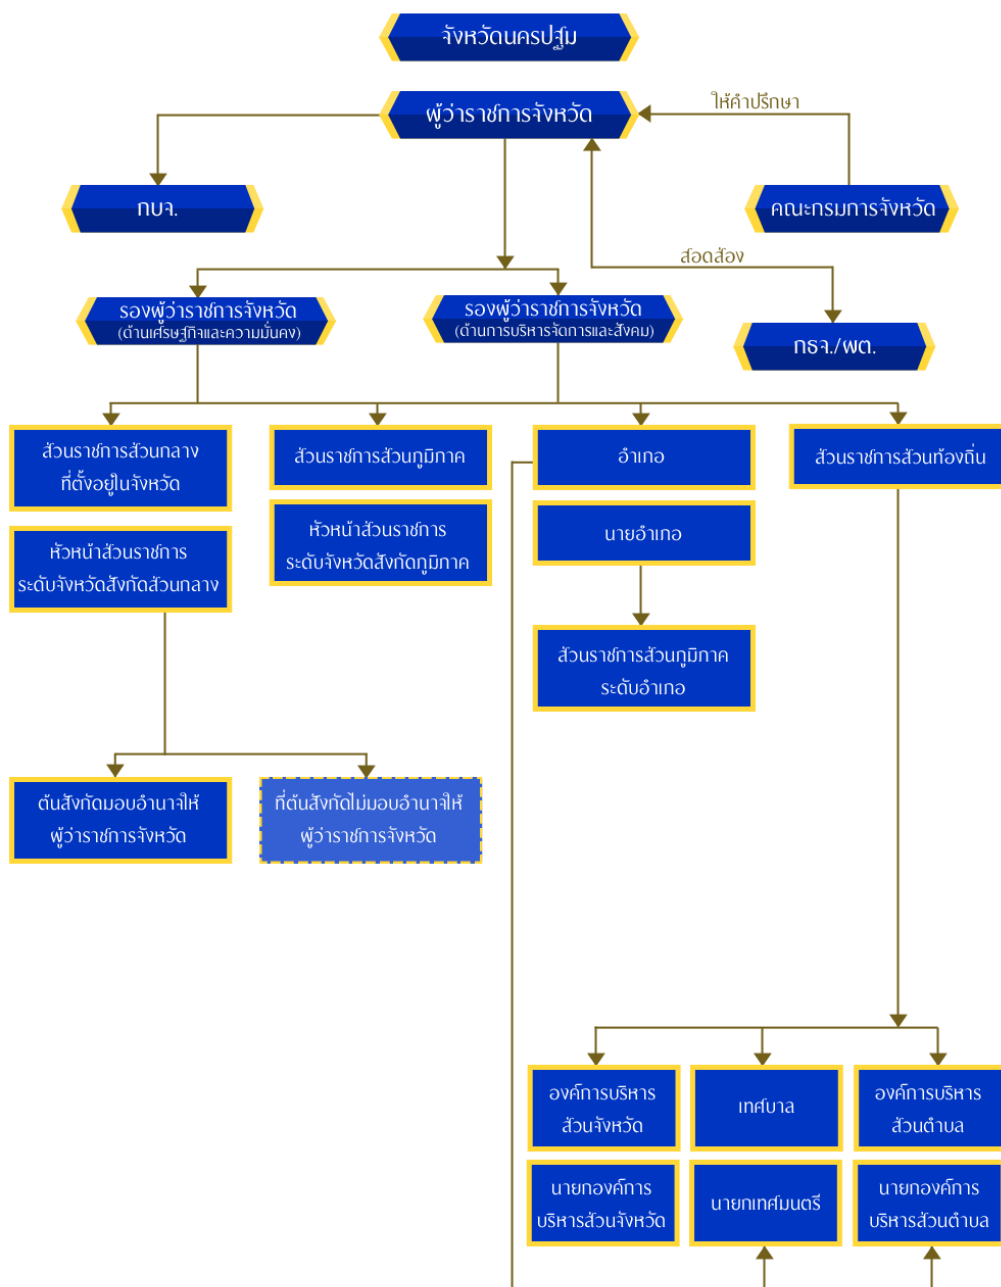 จังหวัดนครปฐม
ผู้ว่าราชการจังหวัด
ให้คำปรึกษา
กบจ.
คณะกรมการจังหวัด
สอดส่อง
รองผู้ว่าราชการจังหวัด
(ด้านเศรษฐกิจและความมั่นคง)
รองผู้ว่าราชการจังหวัด
(ด้านการบริหารจัดการและสังคม)
กธจ./ผต.
ส่วนราชการส่วนกลาง
ที่ตั้งอยู่ในจังหวัด
ส่วนราชการส่วนภูมิภาค
อำเภอ
ส่วนราชการส่วนท้องถิ่น
หัวหน้าส่วนราชการ
ระดับจังหวัดสังกัดส่วนกลาง
หัวหน้าส่วนราชการ
ระดับจังหวัดสังกัดภูมิภาค
นายอำเภอ
ส่วนราชการส่วนภูมิภาค
ระดับอำเภอ
ต้นสังกัดมอบอำนาจให้
ผู้ว่าราชการจังหวัด
ที่ต้นสังกัดไม่มอบอำนาจให้
ผู้ว่าราชการจังหวัด
องค์การบริหาร
ส่วนจังหวัด
เทศบาล
องค์การบริหาร
ส่วนตำบล
นายกองค์การ
บริหารส่วนจังหวัด
นายกเทศมนตรี
นายกองค์การ
บริหารส่วนตำบล